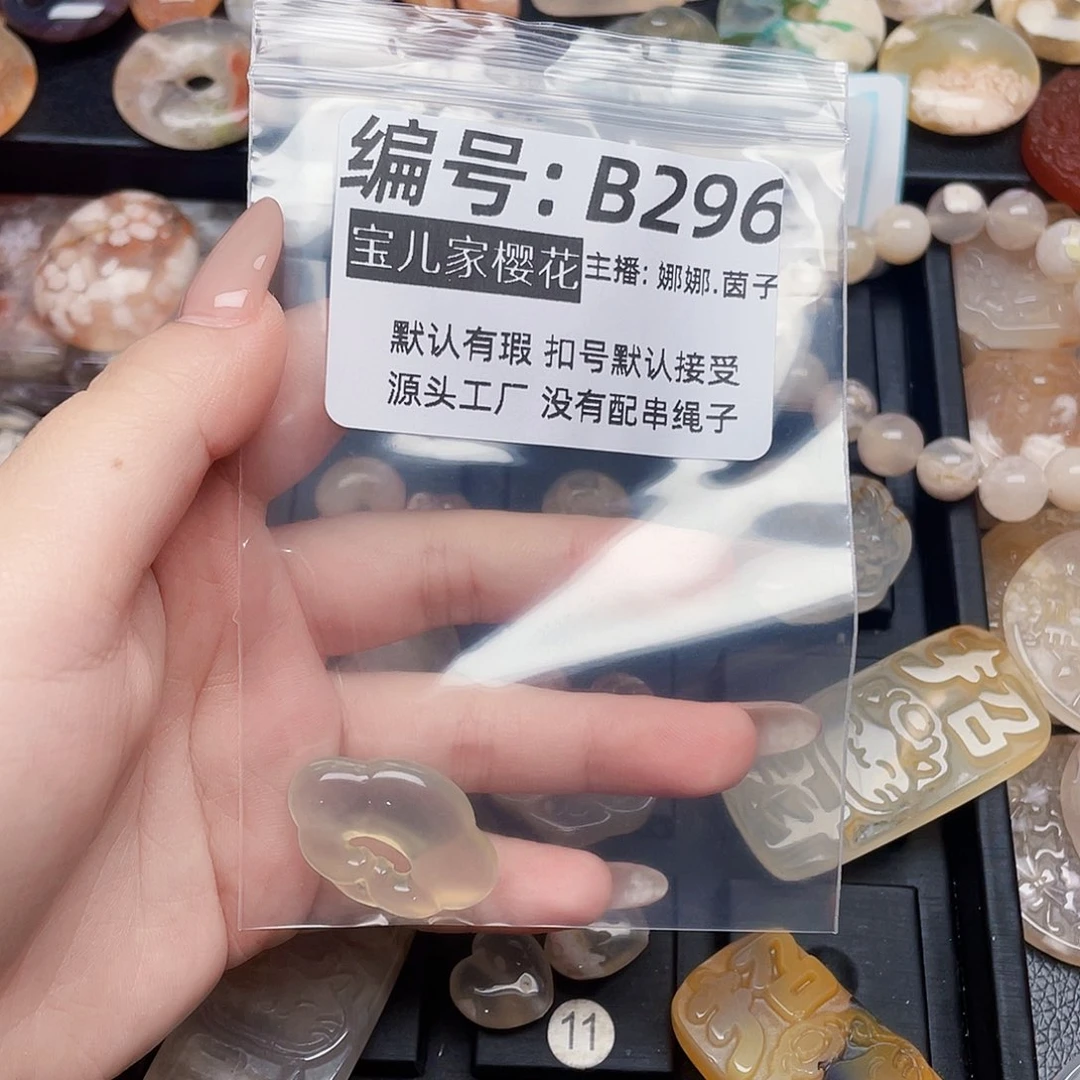 编号: B296
宝儿家樱花 主播: 娜娜.茵子
默认有瑕 扣号默认接受
源头工厂 没有配串绳子
招
11